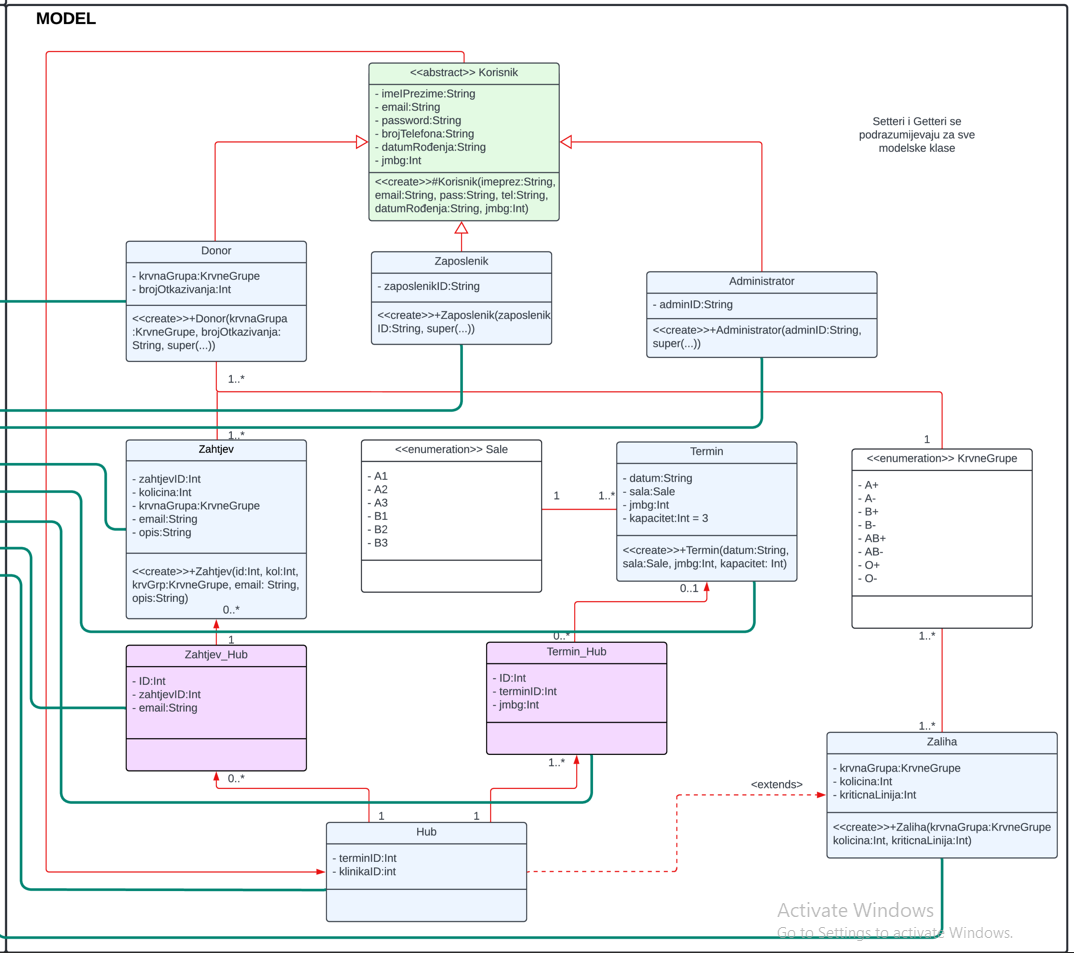 MODEL
<<abstract>> Korisnik
- imeIPrezime:String
- email:String
- password:String
- brojTelefona:String
- datumRođenja:String
- jmbg:Int
<<create>>#Korisnik(imeprez:String,
email:String, pass:String, tel:String,
datumRođenja:String, jmbg:Int)
Setteri i Getteri se
podrazumijevaju za sve
modelske klase
Donor
- krvnaGrupa:KrvneGrupe
- brojOtkazivanja:Int
<<create>>+Donor(krvnaGrupa
:KrvneGrupe, brojOtkazivanja:
String, super(...))
Zaposlenik
- zaposlenikID:String
<<create>>+Zaposlenik(zaposlenik
ID:String, super(...))
Administrator
- adminID:String
<<create>>+Administrator(adminID:String,
super(...))
1..*
1..*
1
Zahtjev
- zahtjevID:Int
- kolicina:Int
- krvnaGrupa:KrvneGrupe
- email:String
- opis:String
<<create>>+Zahtjev(id:Int, kol:Int,
krvGrp:KrvneGrupe, email: String,
opis:String)
0..*
<<enumeration>> Sale
- A1
- A2
- A3
- B1
- B2
- B3
1
1..*
Termin
- datum:String
- sala:Sale
- jmbg:Int
- kapacitet:Int = 3
<<create>>+Termin(datum:String,
sala:Sale, jmbg:Int, kapacitet: Int)
0..1
<<enumeration>> KrvneGrupe
- A+
- A-
- B+
- B-
- AB+
- AB-
- O+
- O-
1..*
1
Zahtjev_Hub
- ID:Int
- zahtjevID:Int
- email:String
0..*
0..*
Termin_Hub
- ID:Int
- terminID:Int
- jmbg:Int
1..*
1..*
Zaliha
- krvnaGrupa:KrvneGrupe
- kolicina:Int
- kriticnaLinija:Int
<<create>>+Zaliha(krvnaGrupa:KrvneGrupe
kolicina:Int, kriticnaLinija:Int)
<extends>
1
1
Hub
- terminID:Int
- klinikaID:int
Activate Windows
Go to Settings to activate Windows.